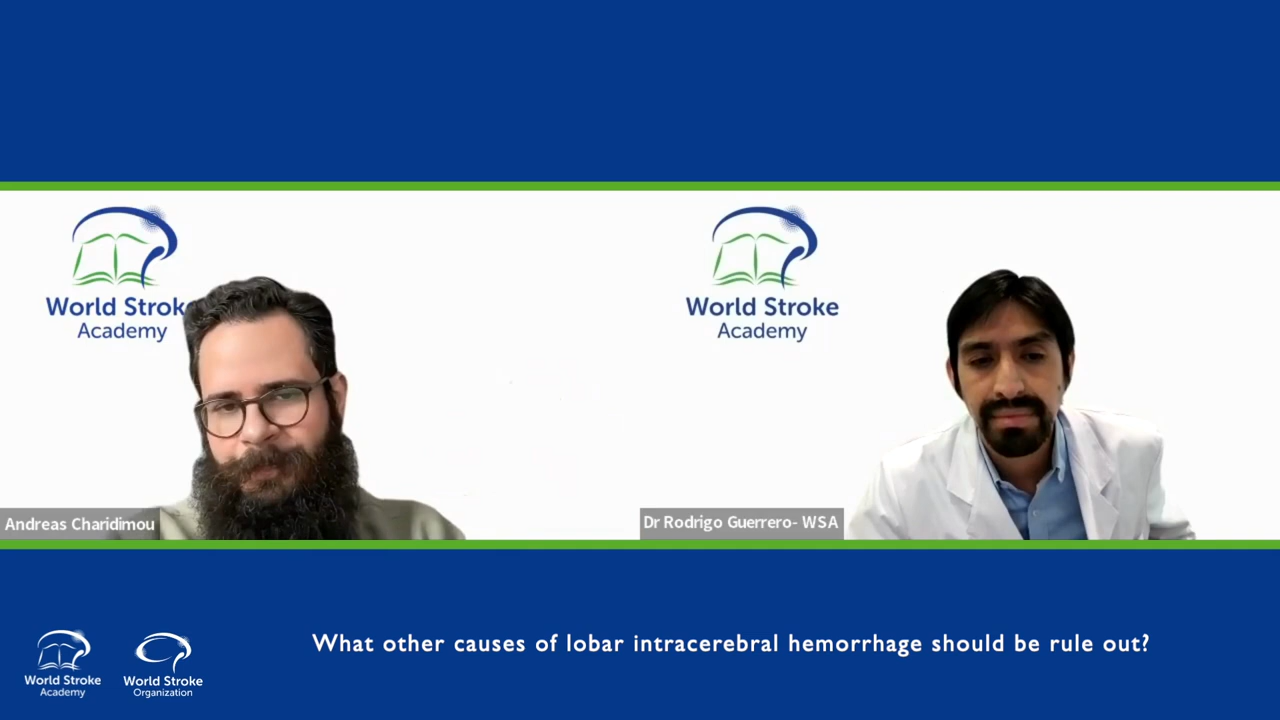 World Stroke
Academy
World Stroke
Academy
Andreas Charidimou
Dr Rodrigo Guerrero- WSA
What other causes of lobar intracerebral hemorrhage should be rule out?
World Stroke
Academy
World Stroke
Organization